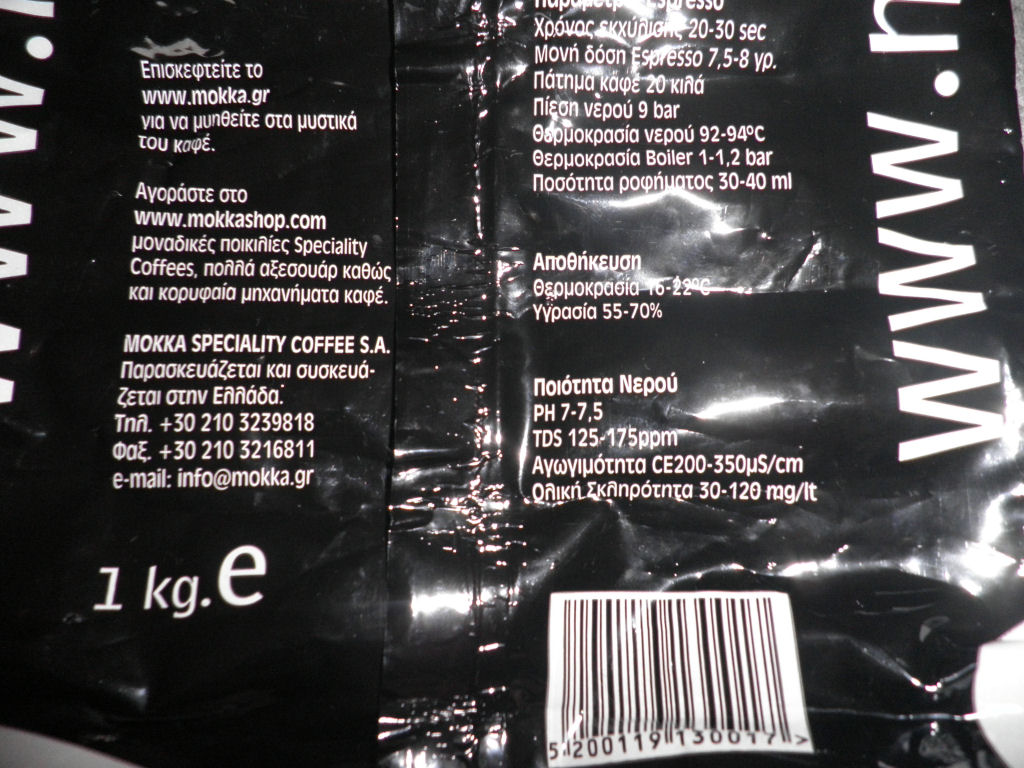 Επισκεφτείτε το
www.mokka.gr
για να μυηθείτε στα μυστικά
του καφέ.
Αγοράστε στο
www.mokkashop.com
μοναδικές ποικιλίες Speciality
Coffees, πολλά αξεσουάρ καθώς
και κορυφαία μηχανήματα καφέ.
MOKKA SPECIALITY COFFEE S.A.
Παρασκευάζεται και συσκευά-
ζεται στην Ελλάδα.
Τηλ. +30 210 3239818
Φαξ. +30 210 3216811
e-mail: info@mokka.gr
1 kg. e
Παράμετροι Espresso
Χρόνος εκχύλισης 20-30 sec
Μονή δόση Espresso 7,5-8 γρ.
Πάτημα καφέ 20 κιλά
Πίεση νερού 9 bar
Θερμοκρασία νερού 92-94ºC
Θερμοκρασία Boiler 1-1,2 bar
Ποσότητα ροφήματος 30-40 ml
Αποθήκευση
Θερμοκρασία 16-22ºC
Υγρασία 55-70%
Ποιότητα Νερού
PH 7-7,5
TDS 125-175ppm
Αγωγιμότητα CE200-350μS/cm
Ολική Σκληρότητα 30-120 mg/lt
5 200119 130017 >
www.
www.